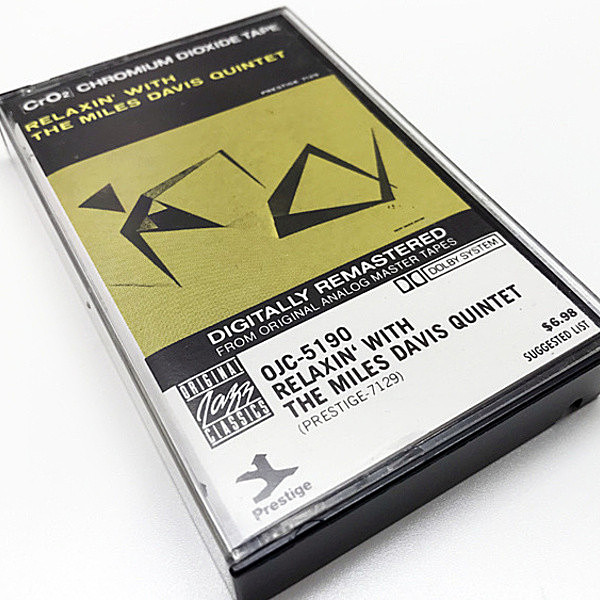 CrO2 CHROMIUM DIOXIDE TAPE
RELAXIN' WITH
THE MILES DAVIS QUINTET
PRESTIGE 7129
DIGITALLY REMASTERED
FROM ORIGINAL ANALOG MASTER TAPES
DOLBY SYSTEM
ORIGINAL
Jazz
CLASSICS
OJC-5190
RELAXIN' WITH
THE MILES DAVIS QUINTET
(PRESTIGE-7129)
$6.98
SUGGESTED LIST
Prestige